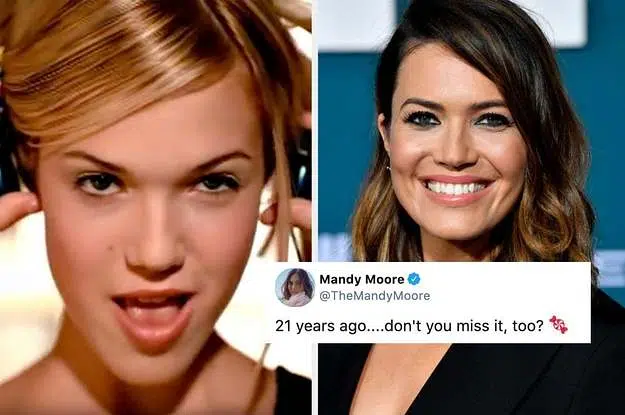 Mandy Moore
@TheMandyMoore
21 years ago....don't you miss it, too? 🍬